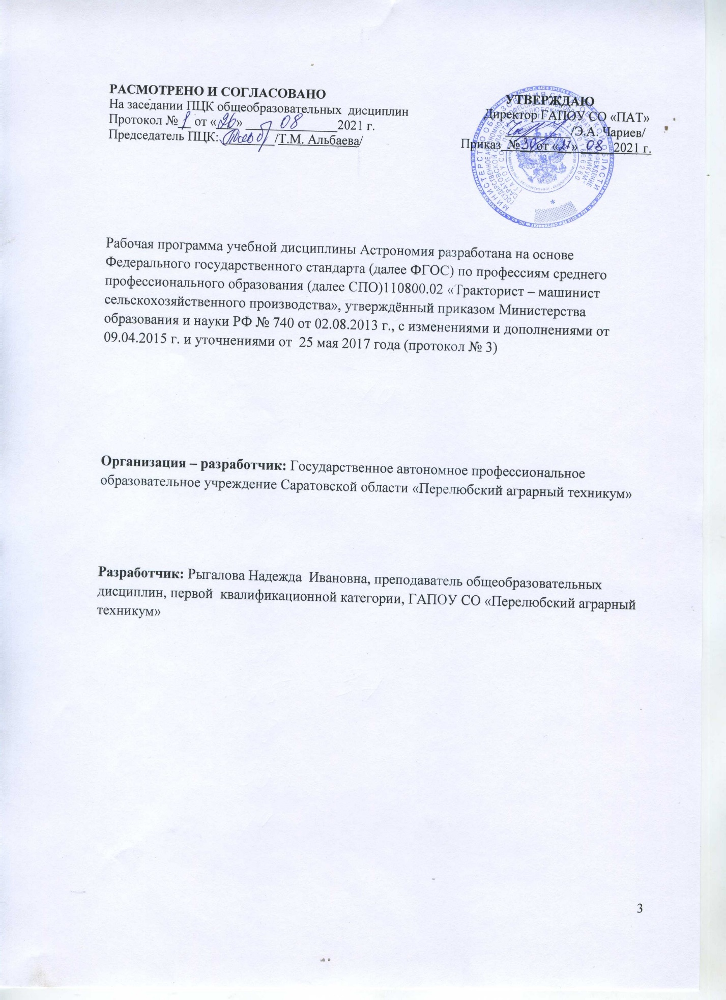 РАСМОТРЕНО И СОГЛАСОВАНО
На заседании ПЦК общеобразовательных дисциплин
Протокол № 1 от «26» 08 2021 г.
Председатель ПЦК: /Т.М. Альбаева/
УТВЕРЖДАЮ
Директор ГАПОУ СО «ПАТ»
/Э.А. Чариев/
Приказ № 30 от «27» 08 2021 г.
Рабочая программа учебной дисциплины Астрономия разработана на основе
Федерального государственного стандарта (далее ФГОС) по профессиям среднего
профессионального образования (далее СПО)110800.02 «Тракторист – машинист
сельскохозяйственного производства», утверждённый приказом Министерства
образования и науки РФ № 740 от 02.08.2013 г., с изменениями и дополнениями от
09.04.2015 г. и уточнениями от 25 мая 2017 года (протокол № 3)
Организация – разработчик: Государственное автономное профессиональное
образовательное учреждение Саратовской области «Перелюбский аграрный техникум»
Разработчик: Рыгалова Надежда Ивановна, преподаватель общеобразовательных
дисциплин, первой квалификационной категории, ГАПОУ СО «Перелюбский аграрный
техникум»
3